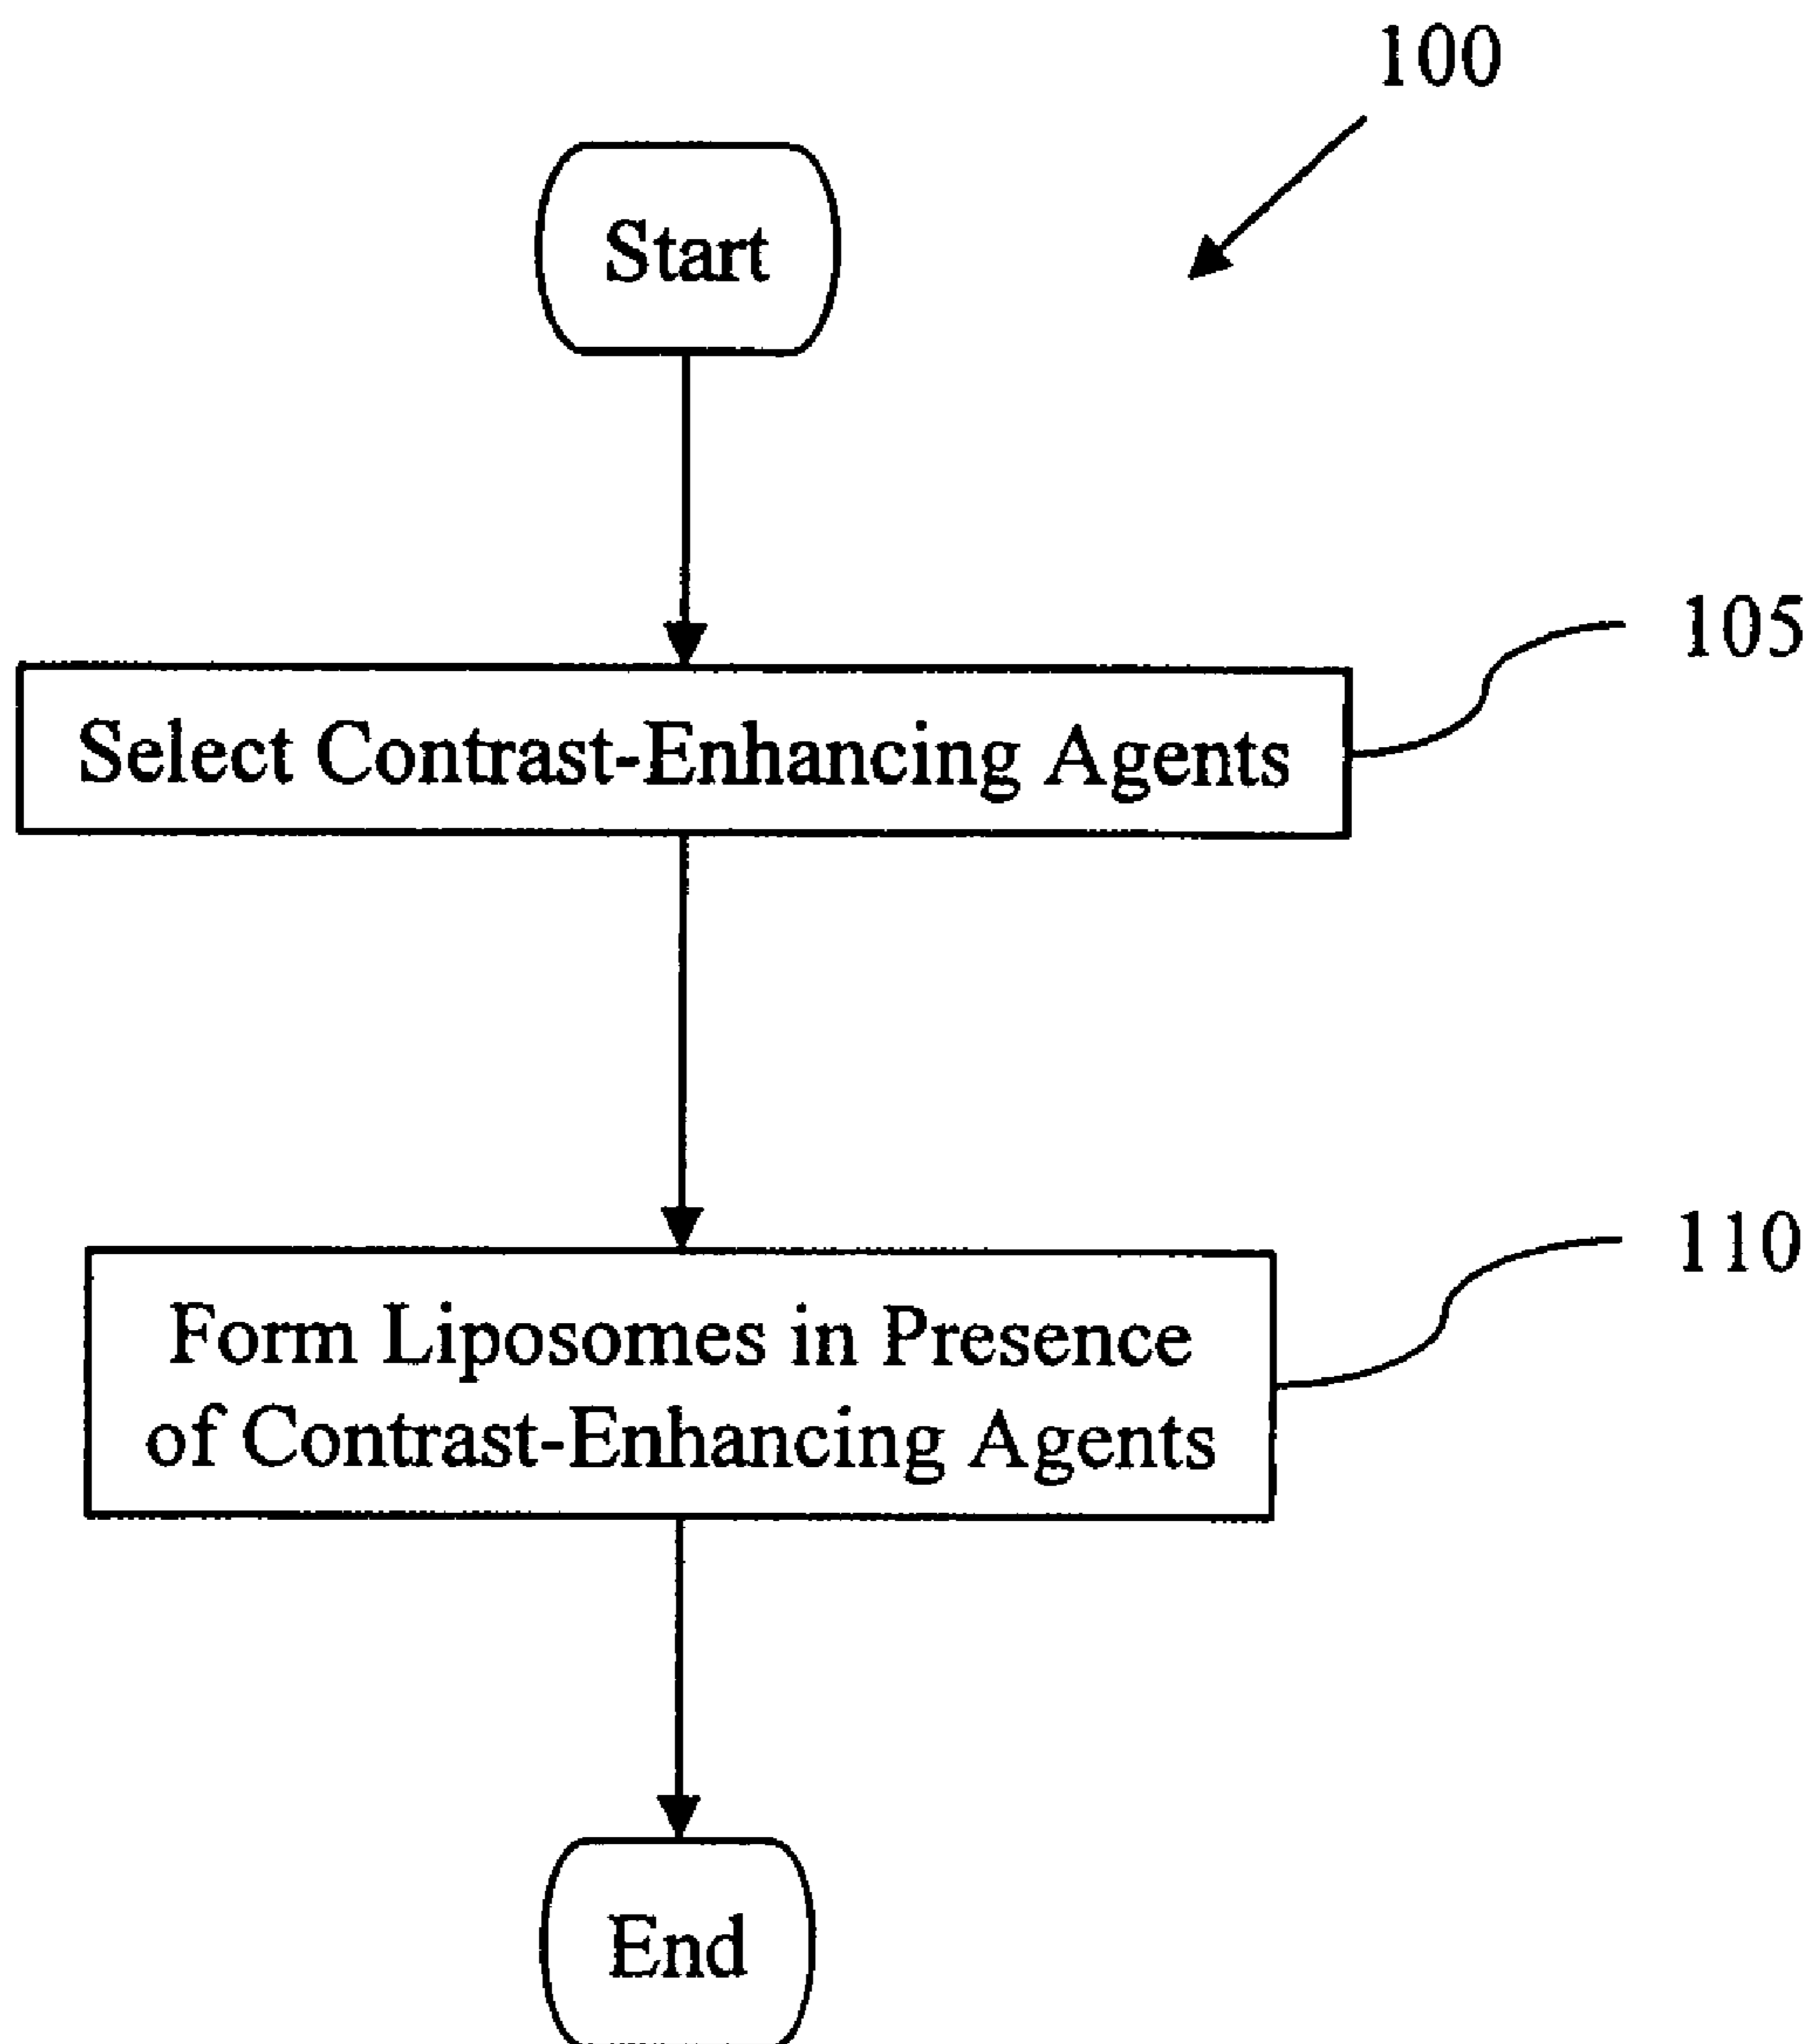 100
Start
105
Select Contrast-Enhancing Agents
110
Form Liposomes in Presence
of Contrast-Enhancing Agents
End